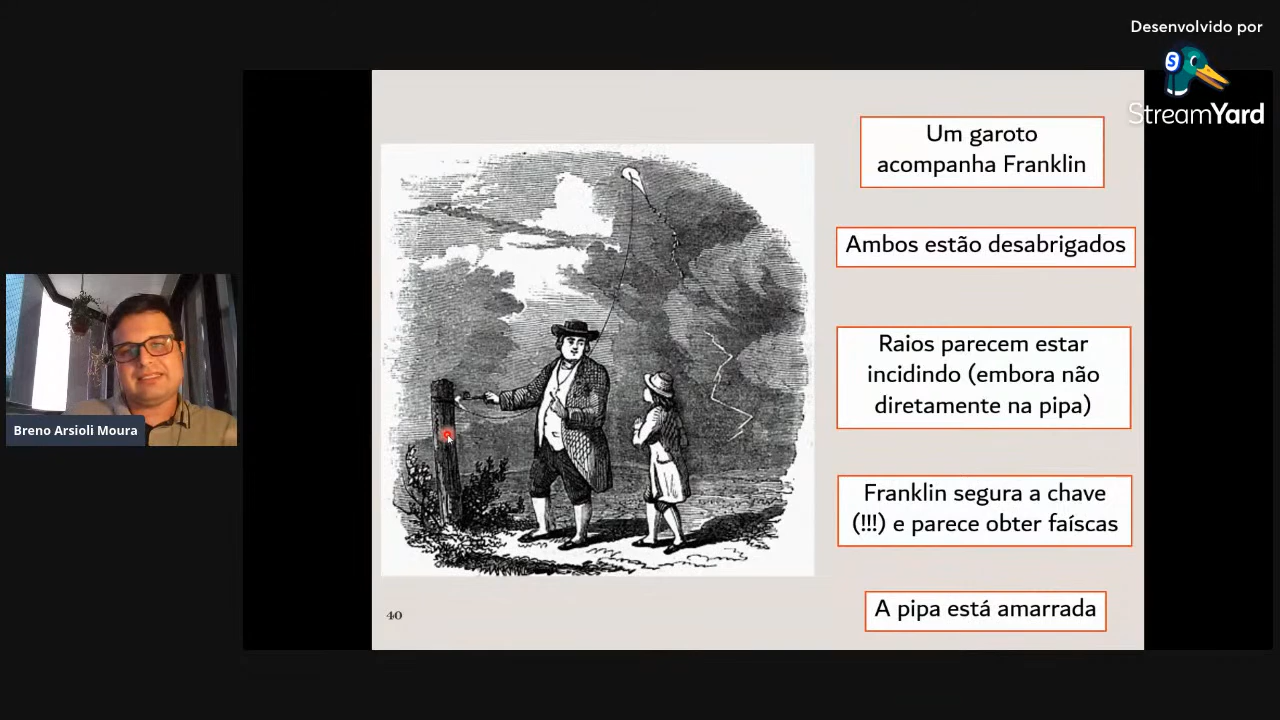 Desenvolvido por
StreamYard
Um garoto
acompanha Franklin
Ambos estão desabrigados
Raios parecem estar
incidindo (embora não
diretamente na pipa)
Franklin segura a chave
(!!!) e parece obter faíscas
A pipa está amarrada
40
Breno Arsioli Moura